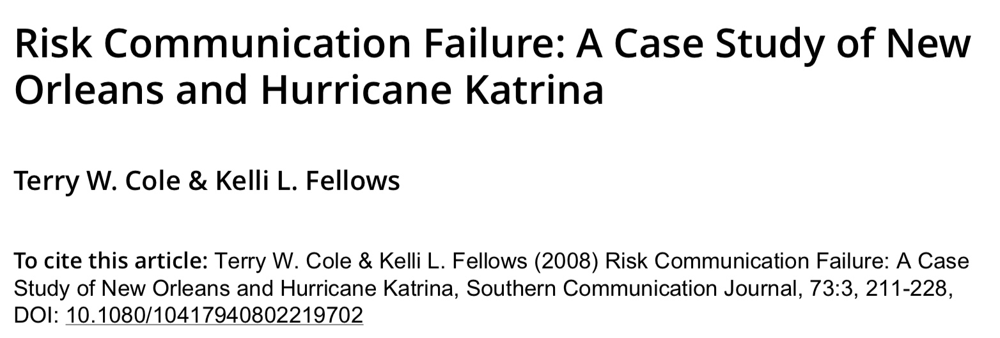 Risk Communication Failure: A Case Study of New
Orleans and Hurricane Katrina
Terry W. Cole & Kelli L. Fellows
To cite this article: Terry W. Cole & Kelli L. Fellows (2008) Risk Communication Failure: A Case
Study of New Orleans and Hurricane Katrina, Southern Communication Journal, 73:3, 211-228,
DOI: 10.1080/10417940802219702